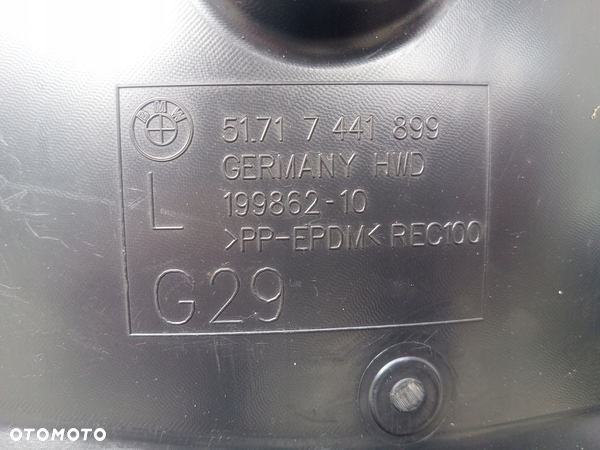 BMW
51.71 7 441 899
GERMANY HWD
L
199862-10
>PP-EPDM< REC100
G29
OTOMOTO